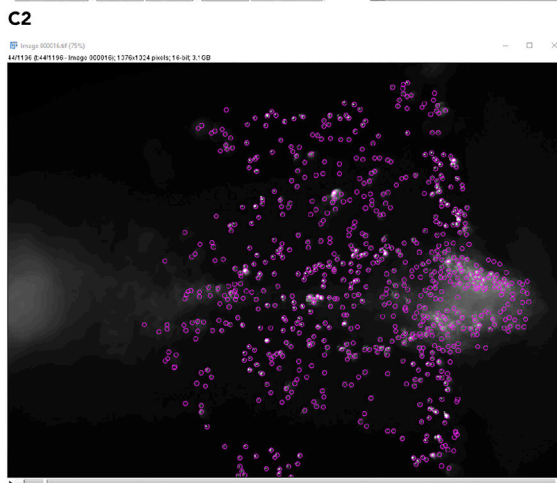 C2
Image 000016.tif (75%)
44/1196 (t:44/1196 - Image 000016); 1376x1024 pixels; 16-bit; 3.1GB